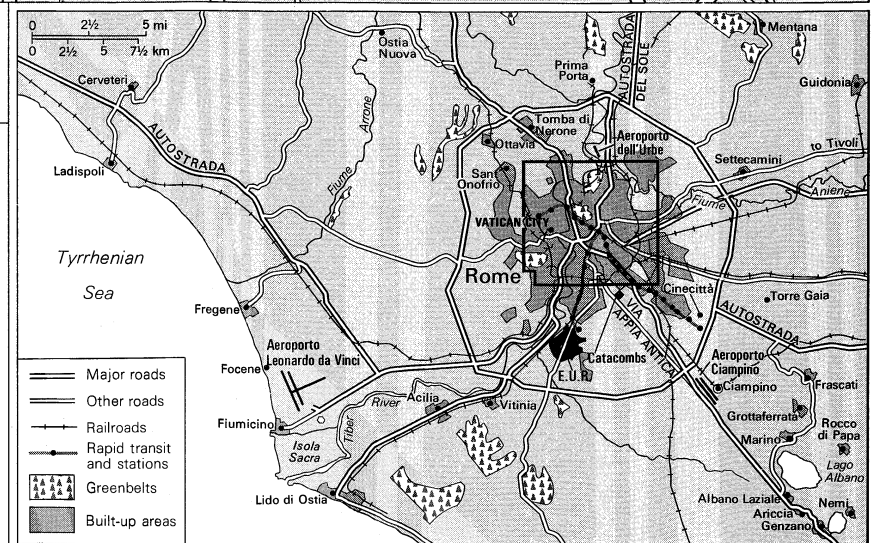 0 2½ 5 mi
0 2½ 5 7½ km
Ostia
Nuova
Mentana
Prima
Porta
AUTOSTRADA
DEL SOLE
Guidonia
Cerveteri
Arrone
Fiume
Tomba di
Nerone
Ottavia
Aeroporto
dell'Urbe
to Tivoli
AUTOSTRADA
Ladispoli
Sant
Onofrio
Settecamini
Aniene
Fiume
VATICAN CITY
Tyrrhenian
Sea
Rome
Cinecittà
Torre Gaia
Fregene
VIA
APPIA ANTICA
AUTOSTRADA
Aeroporto
Leonardo da Vinci
Catacombs
Aeroporto
Ciampino
Focene
E.U.R.
Ciampino
Frascati
Major roads
Other roads
Railroads
Rapid transit
and stations
Greenbelts
Built-up areas
River
Tiber
Acilia
Vitinia
Grottaferrata
Fiumicino
Isola
Sacra
Marino
Rocco
di Papa
Lago
Albano
Lido di Ostia
Albano Laziale
Ariccia
Genzano
Nemi